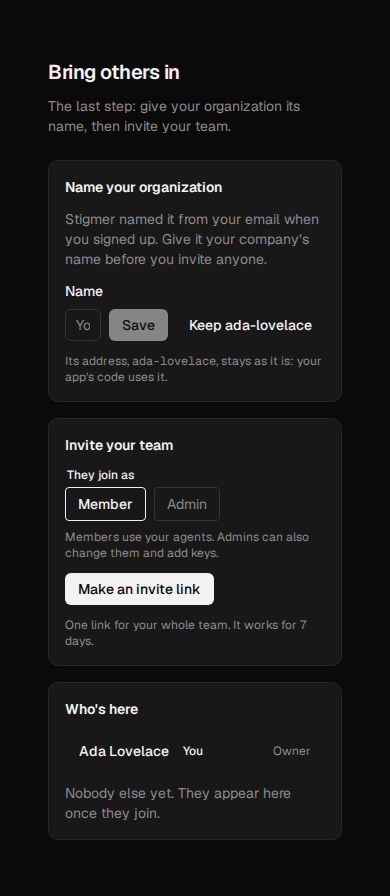 Bring others in
The last step: give your organization its
name, then invite your team.
Name your organization
Stigmer named it from your email when
you signed up. Give it your company's
name before you invite anyone.
Name
Yo Save Keep ada-lovelace
Its address, ada-lovelace, stays as it is: your
app's code uses it.
Invite your team
They join as
Member Admin
Members use your agents. Admins can also
change them and add keys.
Make an invite link
One link for your whole team. It works for 7
days.
Who's here
Ada Lovelace You Owner
Nobody else yet. They appear here
once they join.